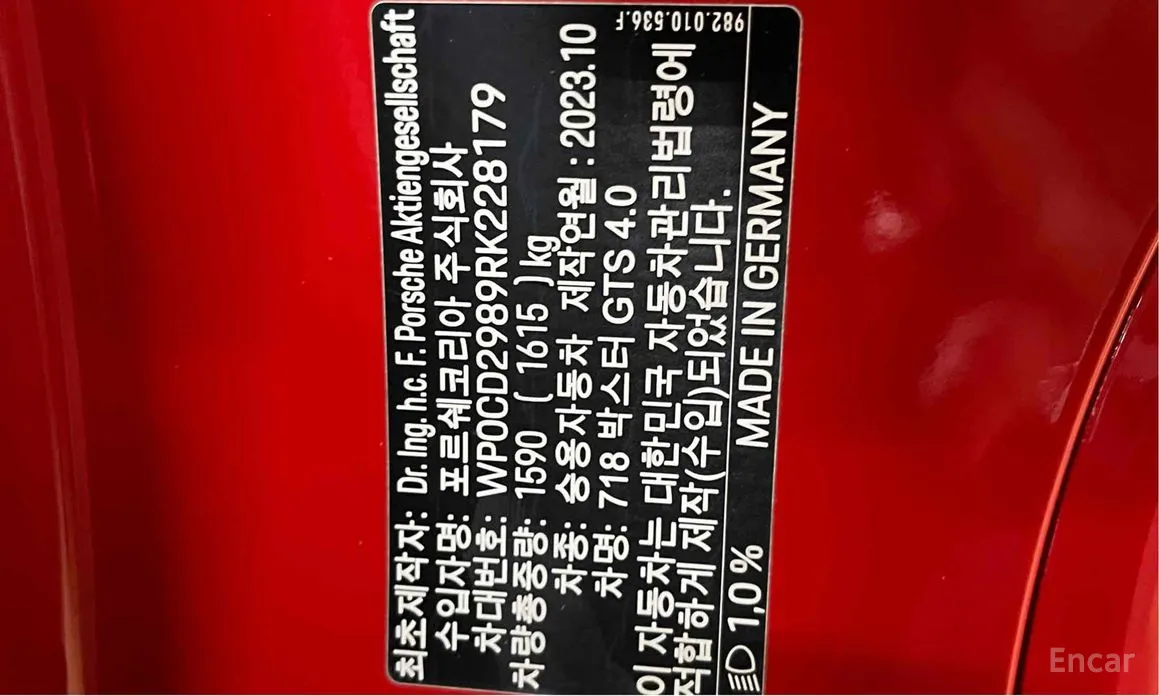 982.010.536.F
최초제작자: Dr. Ing. h.c. F. Porsche Aktiengesellschaft
수입자명: 포르쉐코리아 주식회사
차대번호: WP0CD2989RK228179
차량총중량: 1590 ( 1615 ) kg
차종: 승용자동차 제작연월 : 2023.10
차명: 718 박스터 GTS 4.0
이 자동차는 대한민국 자동차관리법령에
적합하게 제작(수입)되었습니다.
1,0 % MADE IN GERMANY
Encar